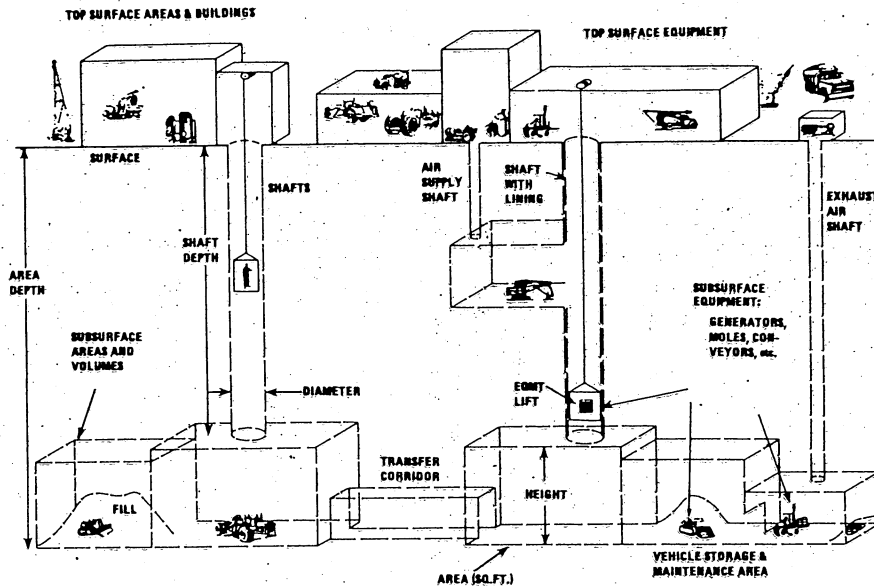 TOP SURFACE AREAS & BUILDINGS
TOP SURFACE EQUIPMENT
SURFACE
SHAFTS
AIR
SUPPLY
SHAFT
SHAFT
WITH
LINING
EXHAUST
AIR
SHAFT
SHAFT
DEPTH
AREA
DEPTH
SUBSURFACE
EQUIPMENT:
GENERATORS,
MOLES, CON-
VEYORS, etc.
SUBSURFACE
AREAS AND
VOLUMES
DIAMETER
EQMT
LIFT
TRANSFER
CORRIDOR
HEIGHT
FILL
VEHICLE STORAGE &
MAINTENANCE AREA
AREA (SQ.FT.)